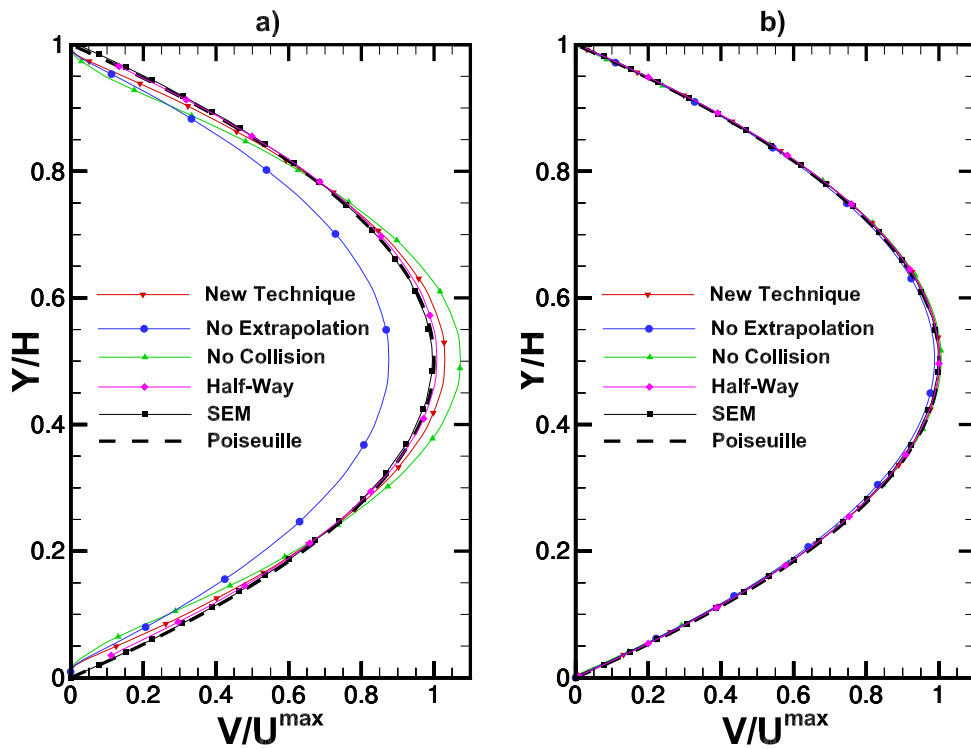 a)
1
0.8
0.6
0.4
0.2
0
Y/H
New Technique
No Extrapolation
No Collision
Half-Way
SEM
Poiseuille
0 0.2 0.4 0.6 0.8 1
V/U^max
b)
1
0.8
0.6
0.4
0.2
0
Y/H
New Technique
No Extrapolation
No Collision
Half-Way
SEM
Poiseuille
0 0.2 0.4 0.6 0.8 1
V/U^max